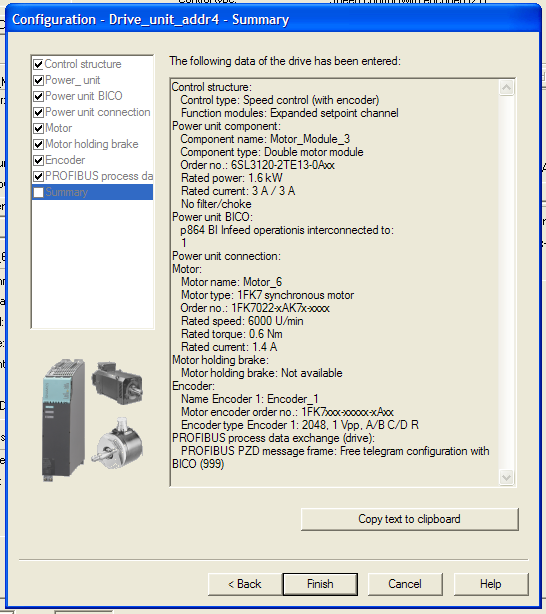 Configuration - Drive_unit_addr4 - Summary
Control structure
Power_ unit
Power unit BICO
Power unit connection
Motor
Motor holding brake
Encoder
PROFIBUS process da
Summary
The following data of the drive has been entered:
Control structure:
Control type: Speed control (with encoder)
Function modules: Expanded setpoint channel
Power unit component:
Component name: Motor_Module_3
Component type: Double motor module
Order no.: 6SL3120-2TE13-0Axx
Rated power: 1.6 kW
Rated current: 3 A / 3 A
No filter/choke
Power unit BICO:
p864 BI Infeed operationis interconnected to:
1
Power unit connection:
Motor:
Motor name: Motor_6
Motor type: 1FK7 synchronous motor
Order no.: 1FK7022-xAK7x-xxxx
Rated speed: 6000 U/min
Rated torque: 0.6 Nm
Rated current: 1.4 A
Motor holding brake:
Motor holding brake: Not available
Encoder:
Name Encoder 1: Encoder_1
Motor encoder order no.: 1FK7xxx-xxxxx-xAxx
Encoder type Encoder 1: 2048, 1 Vpp, A/B C/D R
PROFIBUS process data exchange (drive):
PROFIBUS PZD message frame: Free telegram configuration with
BICO (999)
Copy text to clipboard
< Back
Finish
Cancel
Help